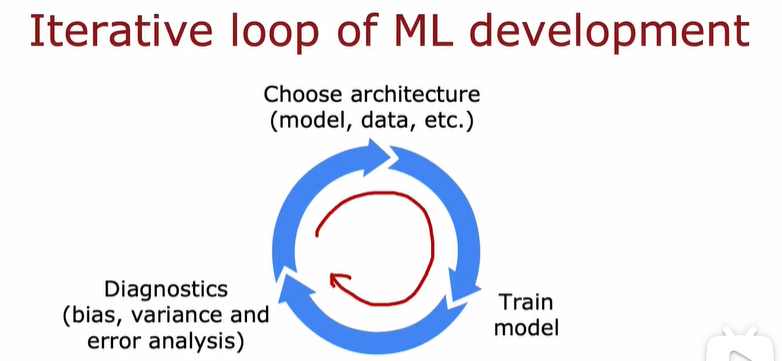 Iterative loop of ML development
Choose architecture
(model, data, etc.)
Diagnostics
(bias, variance and
error analysis)
Train
model